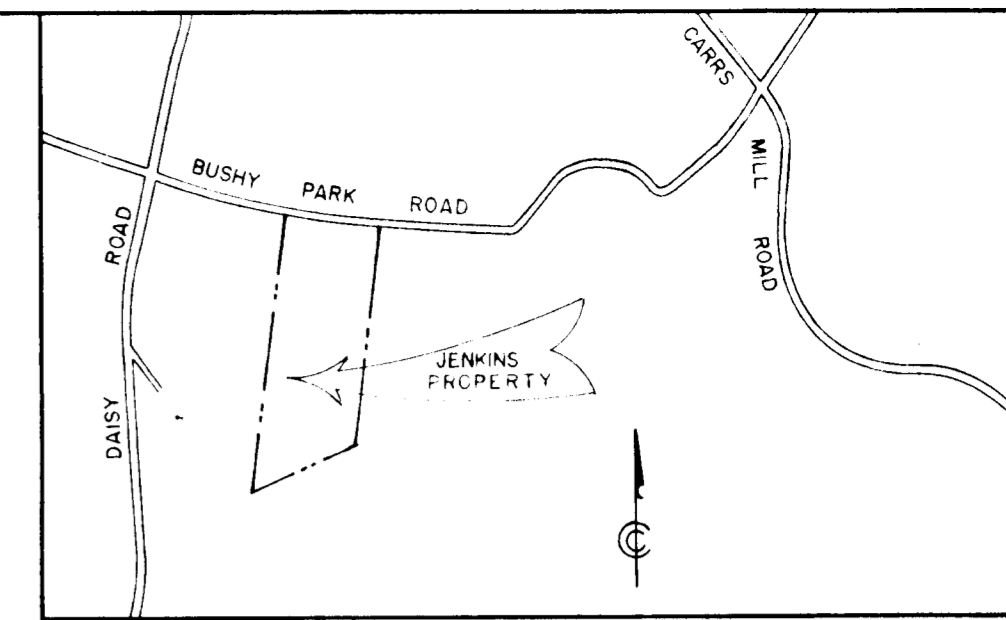 CARRS
MILL
ROAD
BUSHY PARK ROAD
DAISY ROAD
JENKINS
PROPERTY